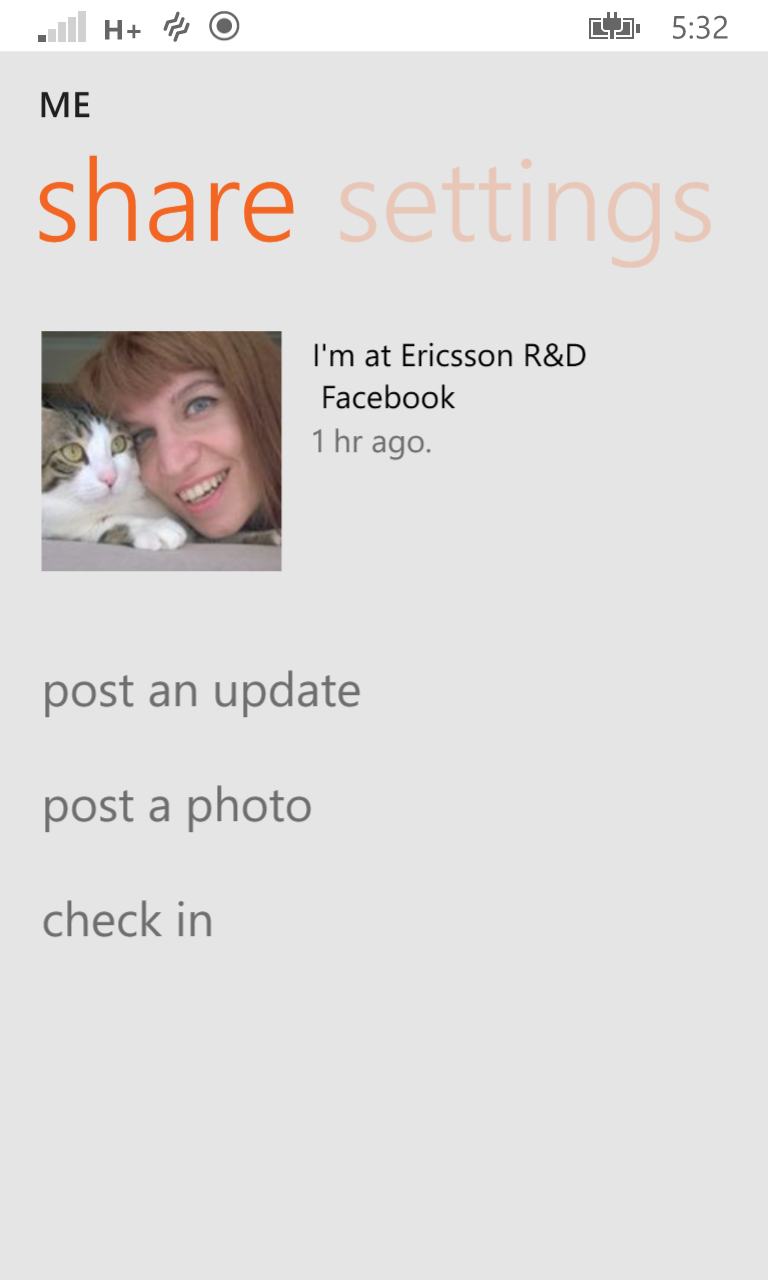 H+ 5:32
ME
share settings
I'm at Ericsson R&D
Facebook
1 hr ago.
post an update
post a photo
check in